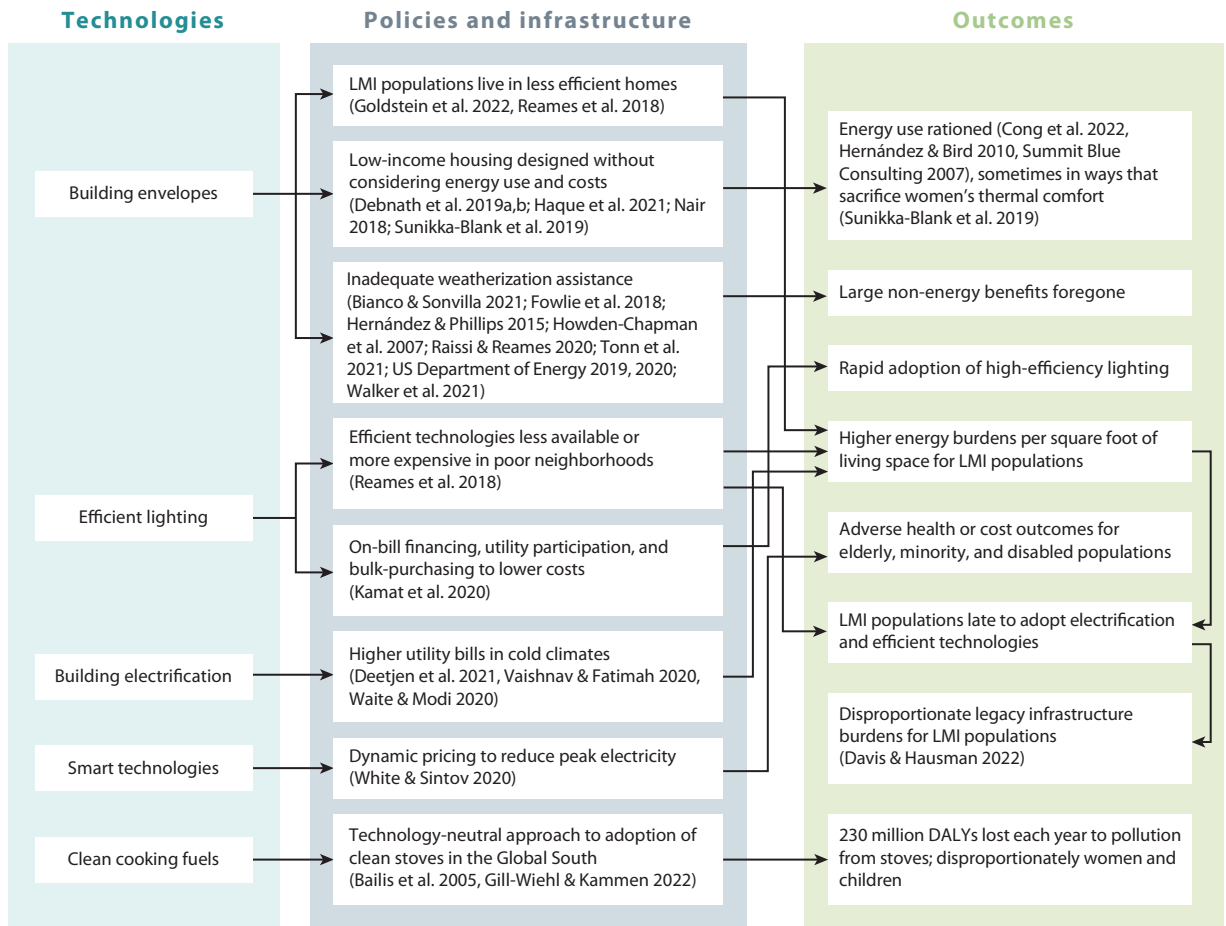 Technologies
Policies and infrastructure
Outcomes
Building envelopes
Efficient lighting
Building electrification
Smart technologies
Clean cooking fuels
LMI populations live in less efficient homes
(Goldstein et al. 2022, Reames et al. 2018)
Low-income housing designed without
considering energy use and costs
(Debnath et al. 2019a,b; Haque et al. 2021; Nair
2018; Sunikka-Blank et al. 2019)
Inadequate weatherization assistance
(Bianco & Sonvilla 2021; Fowlie et al. 2018;
Hernández & Phillips 2015; Howden-Chapman
et al. 2007; Raissi & Reames 2020; Tonn et al.
2021; US Department of Energy 2019, 2020;
Walker et al. 2021)
Efficient technologies less available or
more expensive in poor neighborhoods
(Reames et al. 2018)
On-bill financing, utility participation, and
bulk-purchasing to lower costs
(Kamat et al. 2020)
Higher utility bills in cold climates
(Deetjen et al. 2021, Vaishnav & Fatimah 2020,
Waite & Modi 2020)
Dynamic pricing to reduce peak electricity
(White & Sintov 2020)
Technology-neutral approach to adoption of
clean stoves in the Global South
(Bailis et al. 2005, Gill-Wiehl & Kammen 2022)
Energy use rationed (Cong et al. 2022,
Hernández & Bird 2010, Summit Blue
Consulting 2007), sometimes in ways that
sacrifice women’s thermal comfort
(Sunikka-Blank et al. 2019)
Large non-energy benefits foregone
Rapid adoption of high-efficiency lighting
Higher energy burdens per square foot of
living space for LMI populations
Adverse health or cost outcomes for
elderly, minority, and disabled populations
LMI populations late to adopt electrification
and efficient technologies
Disproportionate legacy infrastructure
burdens for LMI populations
(Davis & Hausman 2022)
230 million DALYs lost each year to pollution
from stoves; disproportionately women and
children